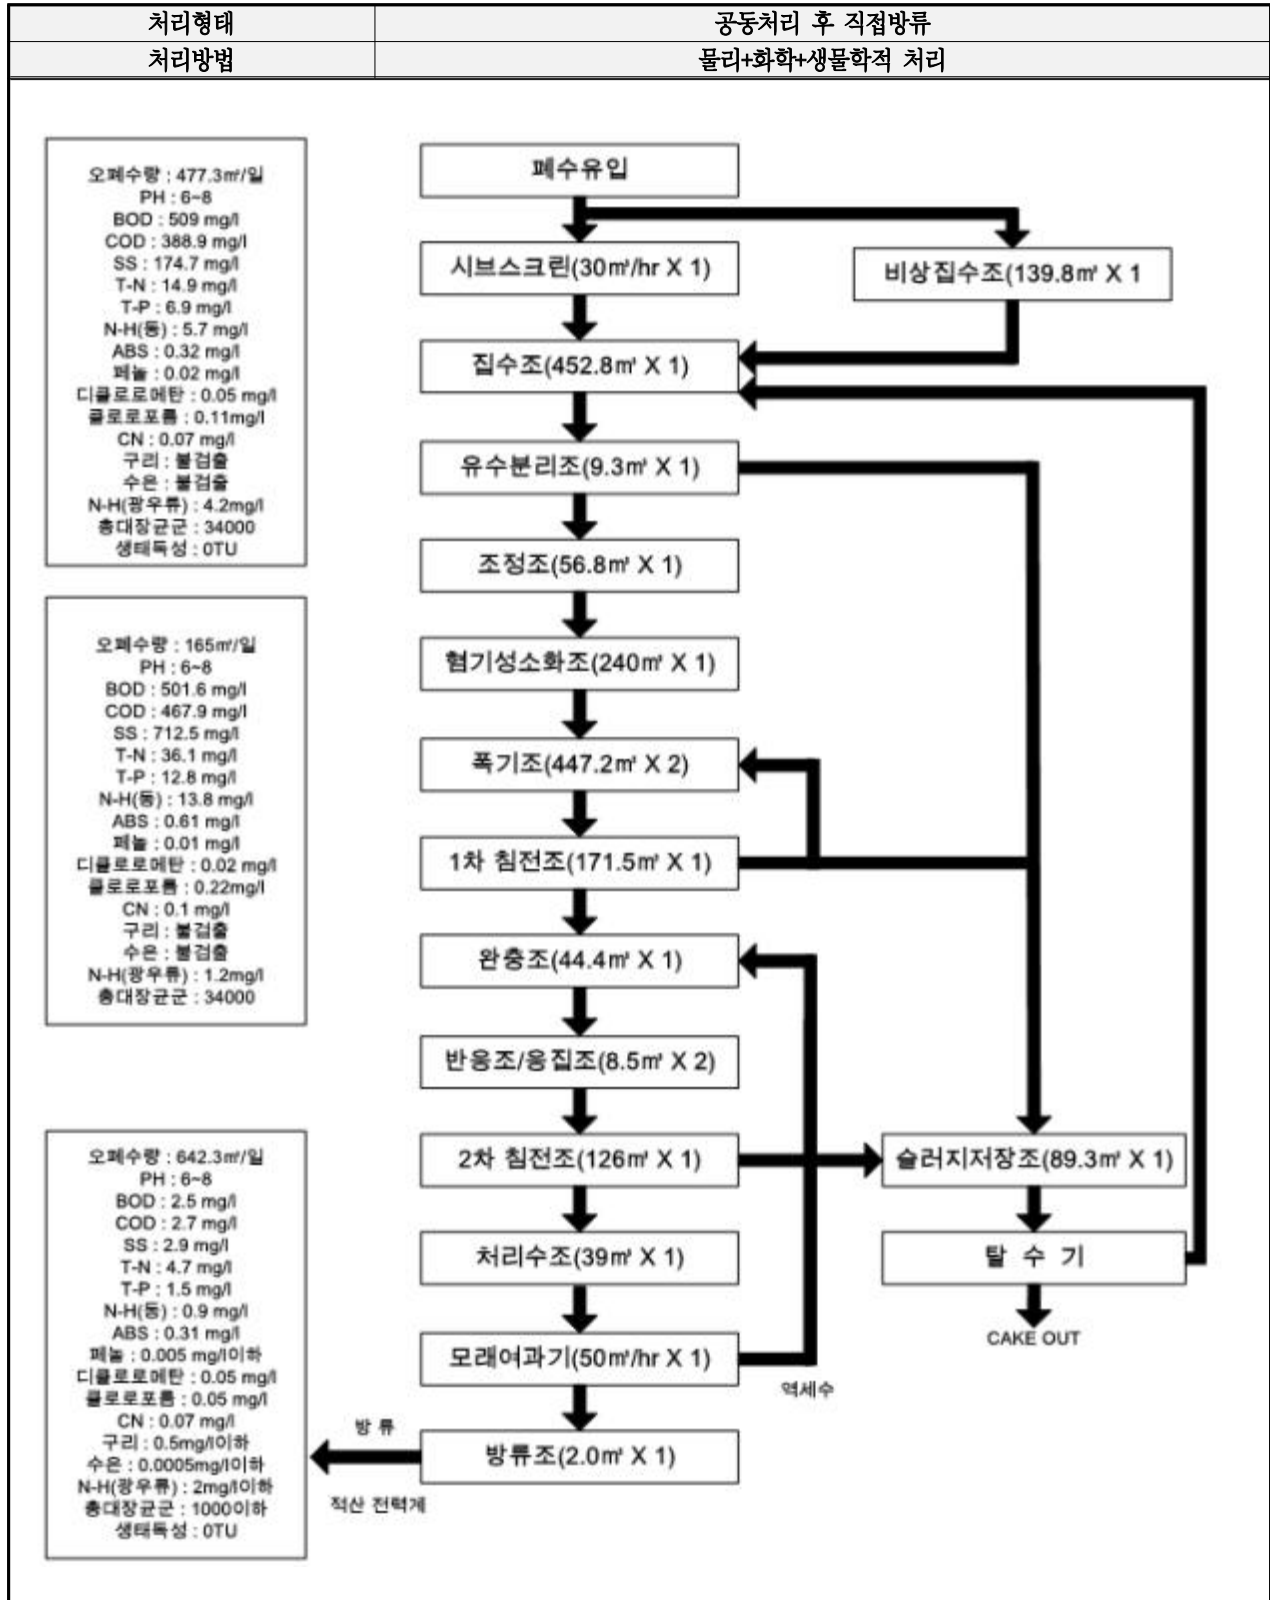 처리형태 공동처리 후 직접방류
처리방법 물리+화학+생물학적 처리
오폐수량 : 477.3㎥/일
PH : 6~8
BOD : 509 mg/l
COD : 388.9 mg/l
SS : 174.7 mg/l
T-N : 14.9 mg/l
T-P : 6.9 mg/l
N-H(동) : 5.7 mg/l
ABS : 0.32 mg/l
페놀 : 0.02 mg/l
디클로로메탄 : 0.05 mg/l
클로로포름 : 0.11mg/l
CN : 0.07 mg/l
구리 : 불검출
수은 : 불검출
N-H(광우류) : 4.2mg/l
총대장균군 : 34000
생태독성 : 0TU
오폐수량 : 165㎥/일
PH : 6~8
BOD : 501.6 mg/l
COD : 467.9 mg/l
SS : 712.5 mg/l
T-N : 36.1 mg/l
T-P : 12.8 mg/l
N-H(동) : 13.8 mg/l
ABS : 0.61 mg/l
페놀 : 0.01 mg/l
디클로로메탄 : 0.02 mg/l
클로로포름 : 0.22mg/l
CN : 0.1 mg/l
구리 : 불검출
수은 : 불검출
N-H(광우류) : 1.2mg/l
총대장균군 : 34000
오폐수량 : 642.3㎥/일
PH : 6~8
BOD : 2.5 mg/l
COD : 2.7 mg/l
SS : 2.9 mg/l
T-N : 4.7 mg/l
T-P : 1.5 mg/l
N-H(동) : 0.9 mg/l
ABS : 0.31 mg/l
페놀 : 0.005 mg/l이하
디클로로메탄 : 0.05 mg/l
클로로포름 : 0.05 mg/l
CN : 0.07 mg/l
구리 : 0.5mg/l이하
수은 : 0.0005mg/l이하
N-H(광우류) : 2mg/l이하
총대장균군 : 1000이하
생태독성 : 0TU
폐수유입
시브스크린(30㎥/hr X 1)
비상집수조(139.8㎥ X 1
집수조(452.8㎥ X 1)
유수분리조(9.3㎥ X 1)
조정조(56.8㎥ X 1)
혐기성소화조(240㎥ X 1)
폭기조(447.2㎥ X 2)
1차 침전조(171.5㎥ X 1)
완충조(44.4㎥ X 1)
반응조/응집조(8.5㎥ X 2)
2차 침전조(126㎥ X 1)
슬러지저장조(89.3㎥ X 1)
처리수조(39㎥ X 1)
탈 수 기
CAKE OUT
모래여과기(50㎥/hr X 1)
역세수
방 류
방류조(2.0㎥ X 1)
적산 전력계